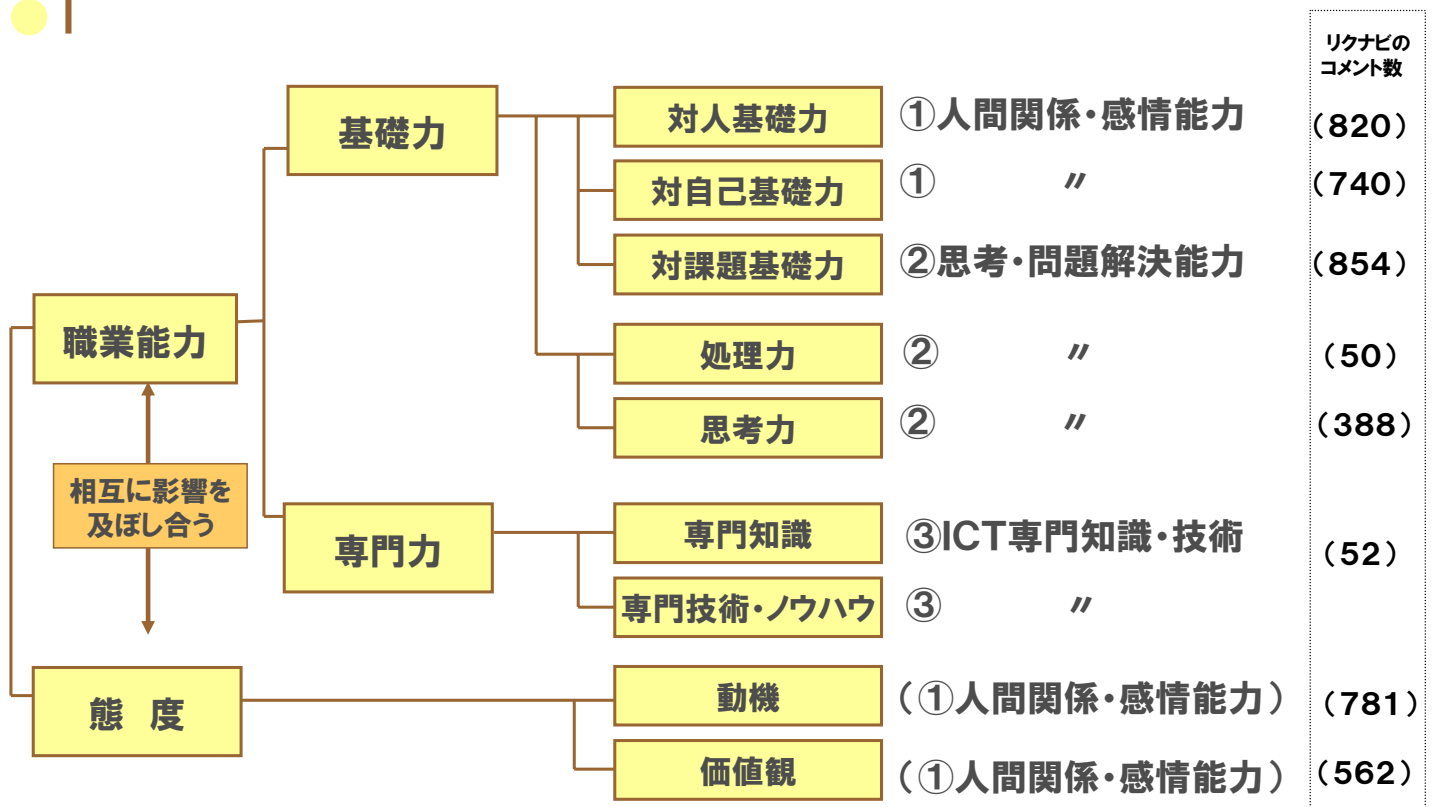 リクナビの
コメント数
基礎力
対人基礎力 ①人間関係・感情能力 （820）
対自己基礎力 ① 〃 （740）
対課題基礎力 ②思考・問題解決能力 （854）
職業能力
処理力 ② 〃 （50）
思考力 ② 〃 （388）
相互に影響を
及ぼし合う
専門力
専門知識 ③ICT専門知識・技術 （52）
専門技術・ノウハウ ③ 〃
態 度
動機 （①人間関係・感情能力） （781）
価値観 （①人間関係・感情能力） （562）